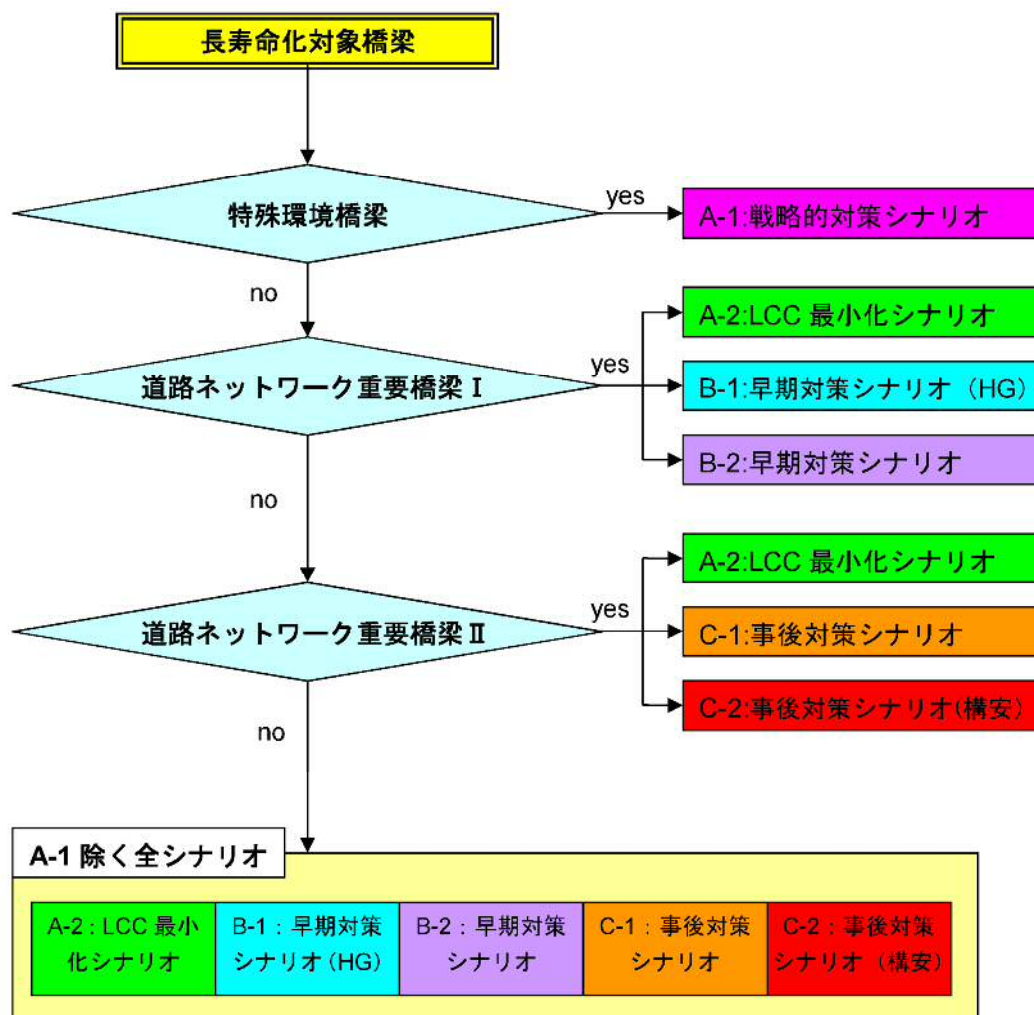 長寿命化対象橋梁
特殊環境橋梁
yes
A-1:戦略的対策シナリオ
no
A-2:LCC 最小化シナリオ
道路ネットワーク重要橋梁Ⅰ
yes
B-1:早期対策シナリオ（HG）
B-2:早期対策シナリオ
no
A-2:LCC 最小化シナリオ
道路ネットワーク重要橋梁Ⅱ
yes
C-1:事後対策シナリオ
C-2:事後対策シナリオ(構安）
no
A-1 除く全シナリオ
A-2：LCC 最小
化シナリオ
B-1：早期対策
シナリオ(HG)
B-2：早期対策
シナリオ
C-1：事後対策
シナリオ
C-2：事後対策
シナリオ（構安）